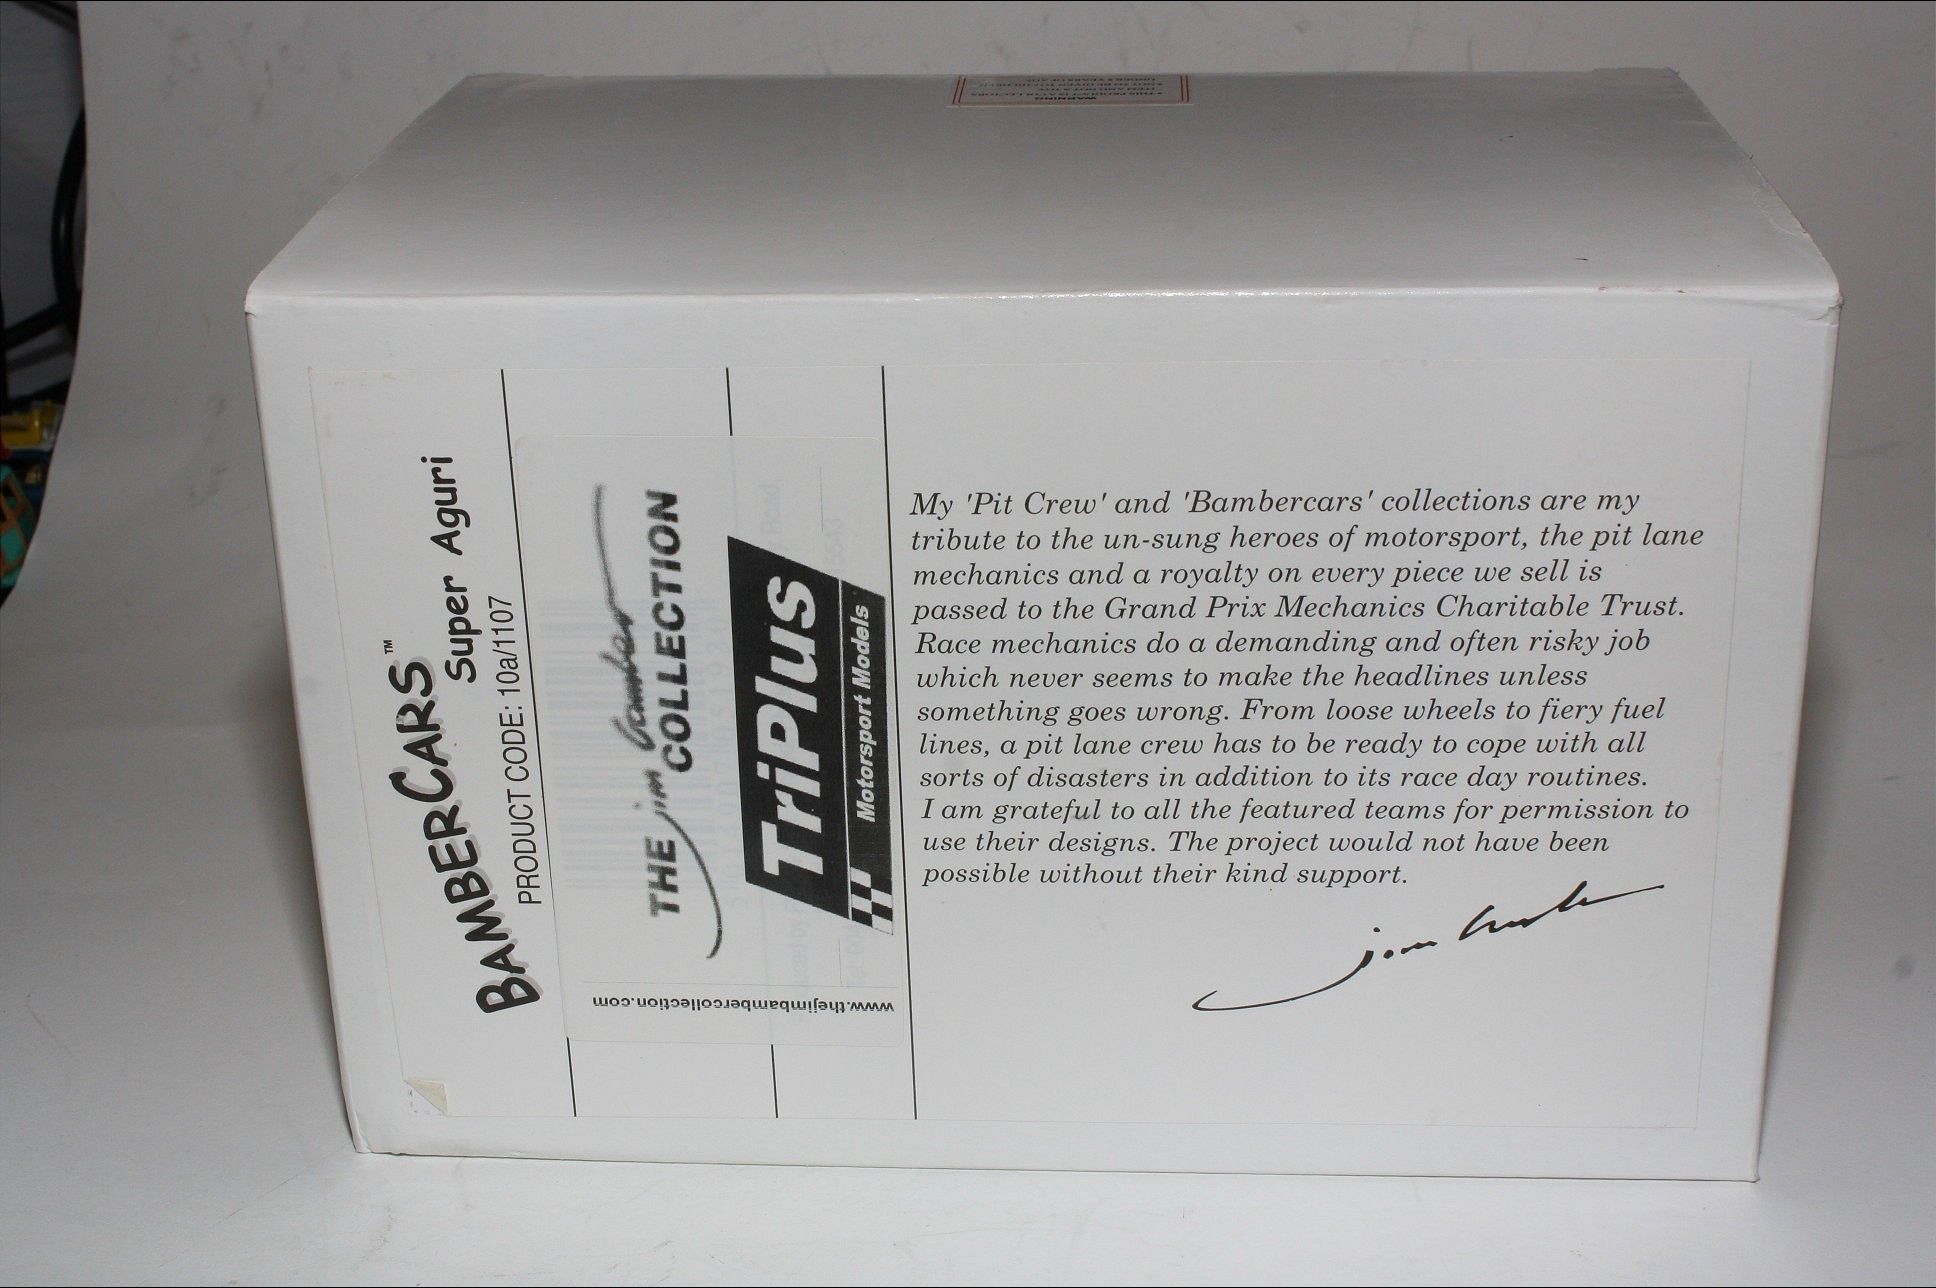 WARNING
BAMBERCARS™
Super Aguri
PRODUCT CODE: 10a/1107
THE jim bamber
COLLECTION
TriPlus
Motorsport Models
www.thejimbambercollection.com
My 'Pit Crew' and 'Bambercars' collections are my
tribute to the un-sung heroes of motorsport, the pit lane
mechanics and a royalty on every piece we sell is
passed to the Grand Prix Mechanics Charitable Trust.
Race mechanics do a demanding and often risky job
which never seems to make the headlines unless
something goes wrong. From loose wheels to fiery fuel
lines, a pit lane crew has to be ready to cope with all
sorts of disasters in addition to its race day routines.
I am grateful to all the featured teams for permission to
use their designs. The project would not have been
possible without their kind support.
jim bamber